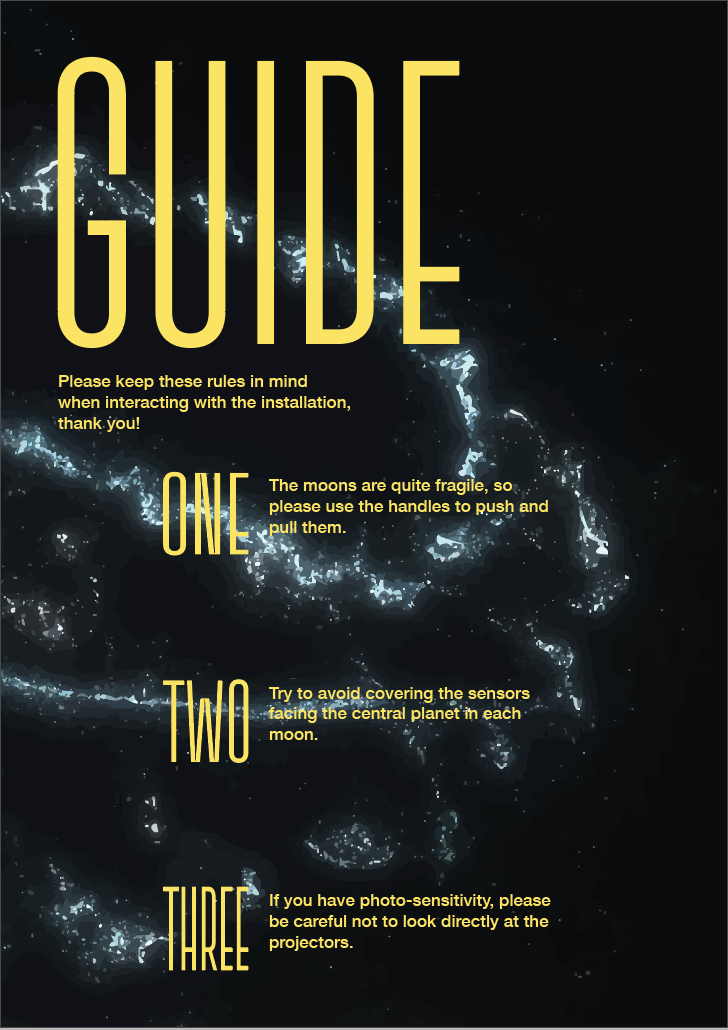 GUIDE
Please keep these rules in mind
when interacting with the installation,
thank you!
ONE
The moons are quite fragile, so
please use the handles to push and
pull them.
TWO
Try to avoid covering the sensors
facing the central planet in each
moon.
THREE
If you have photo-sensitivity, please
be careful not to look directly at the
projectors.